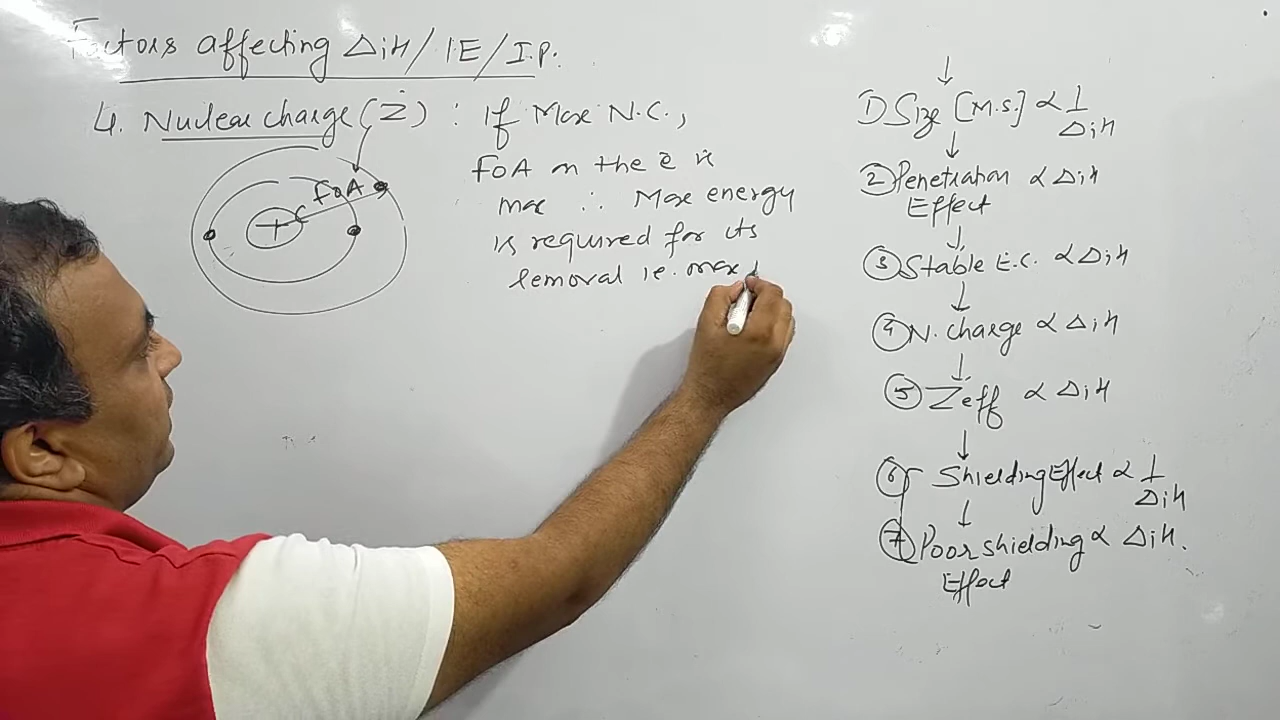 Factors affecting ΔiH/IE/I.P.
4. Nuclear charge (Z) : If Max N.C.,
FoA on the ē is
max ∴ Max energy
is required for its
removal ie. max
FoA
+
① Size [M.S.] ∝ 1/ΔiH
② Penetration ∝ ΔiH
Effect
③ Stable E.C. ∝ ΔiH
④ N. charge ∝ ΔiH
⑤ Zeff ∝ ΔiH
⑥ Shielding Effect ∝ 1/ΔiH
⑦ Poor shielding ∝ ΔiH.
Effect